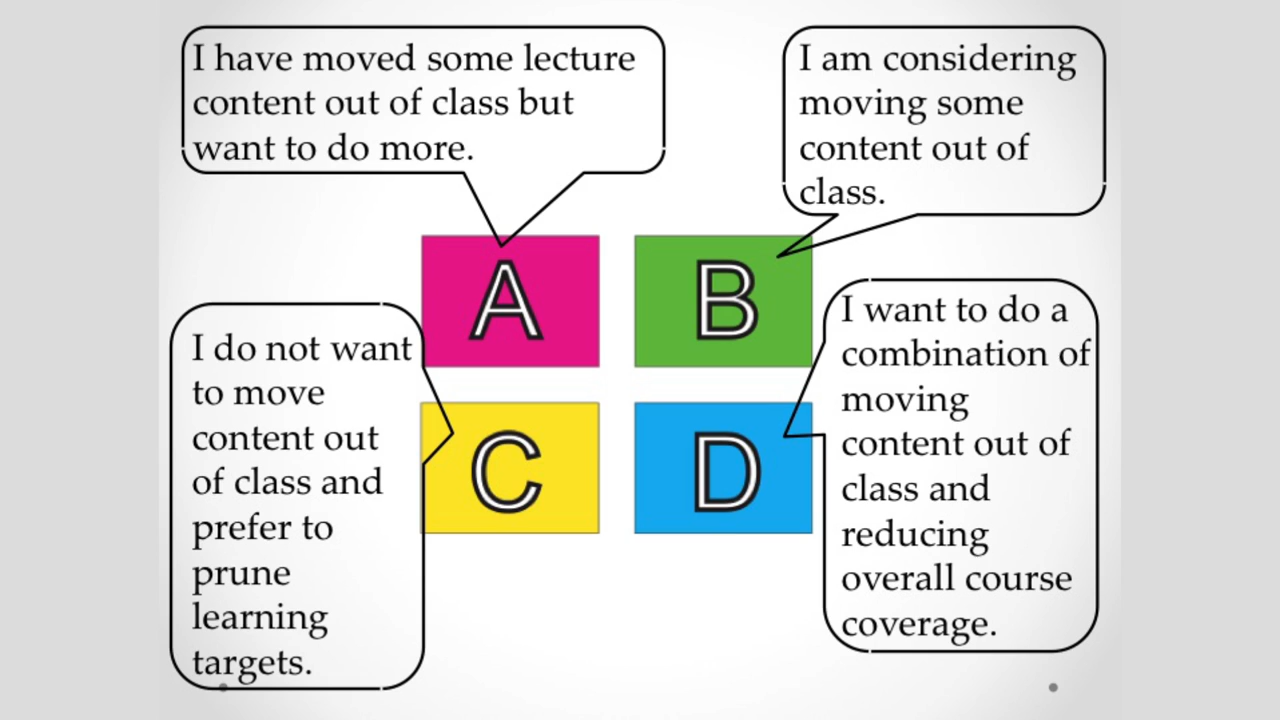 I have moved some lecture
content out of class but
want to do more.
I am considering
moving some
content out of
class.
A
B
I do not want
to move
content out
of class and
prefer to
prune
learning
targets.
C
D
I want to do a
combination of
moving
content out of
class and
reducing
overall course
coverage.